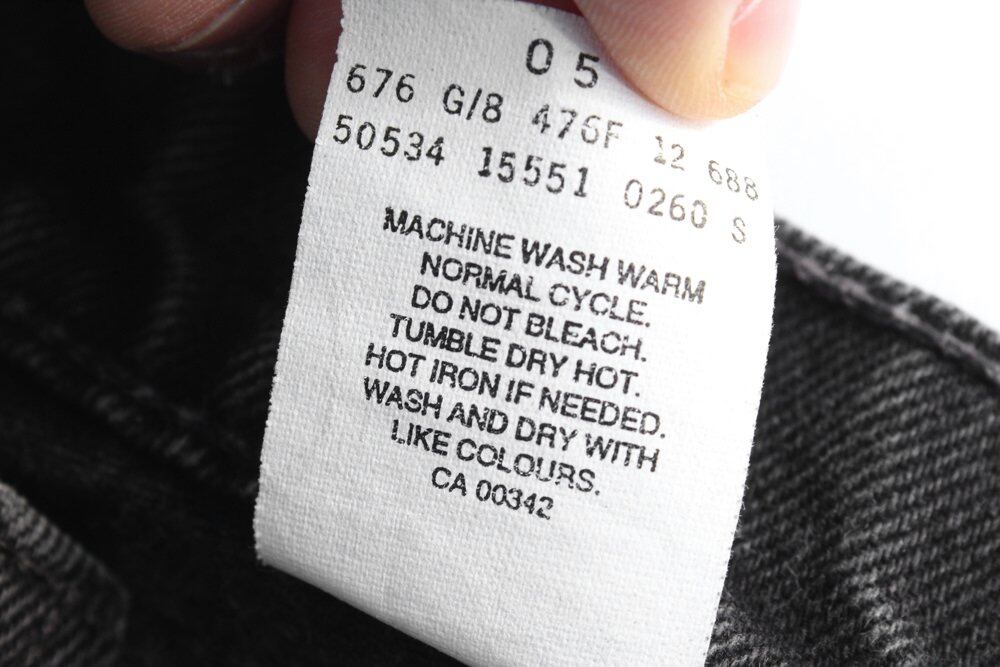 0 5
676 G/8 476F 12 688
50534 15551 0260 S
MACHINE WASH WARM
NORMAL CYCLE.
DO NOT BLEACH.
TUMBLE DRY HOT.
HOT IRON IF NEEDED.
WASH AND DRY WITH
LIKE COLOURS.
CA 00342